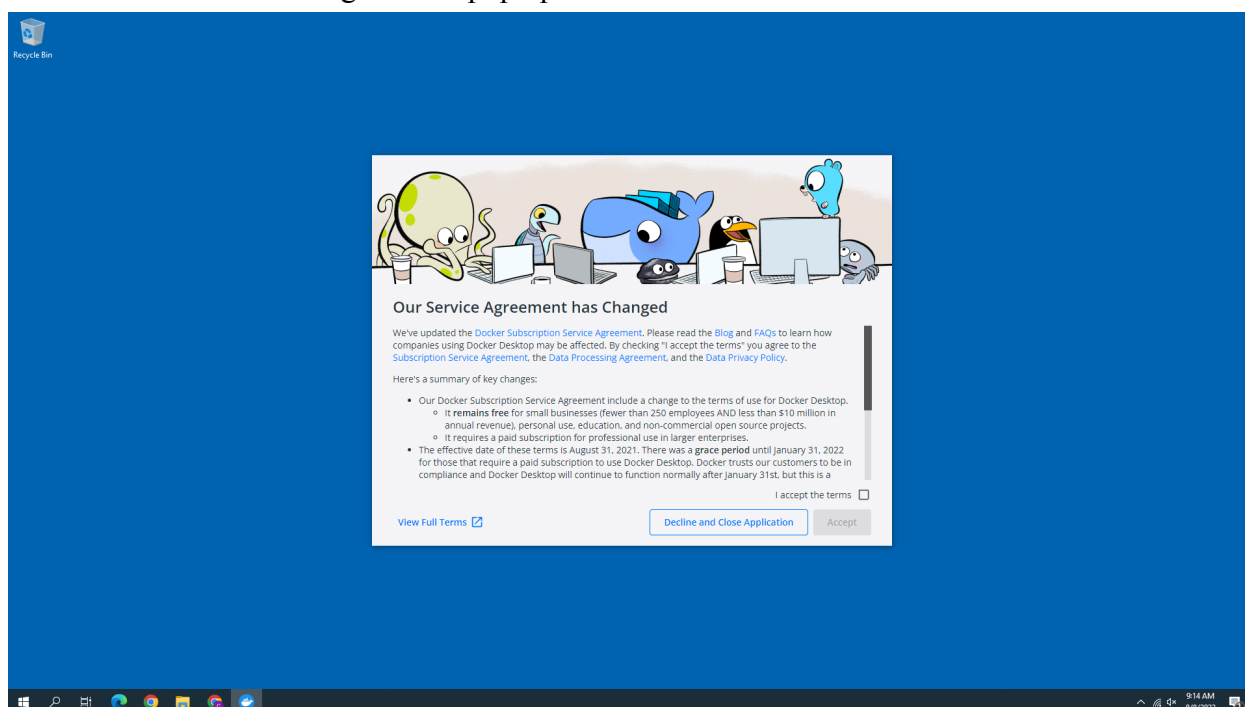 Recycle Bin
Our Service Agreement has Changed
We've updated the Docker Subscription Service Agreement. Please read the Blog and FAQs to learn how
companies using Docker Desktop may be affected. By checking "I accept the terms" you agree to the
Subscription Service Agreement, the Data Processing Agreement, and the Data Privacy Policy.
Here's a summary of key changes:
• Our Docker Subscription Service Agreement include a change to the terms of use for Docker Desktop.
◦ It remains free for small businesses (fewer than 250 employees AND less than $10 million in
annual revenue), personal use, education, and non-commercial open source projects.
◦ It requires a paid subscription for professional use in larger enterprises.
• The effective date of these terms is August 31, 2021. There was a grace period until January 31, 2022
for those that require a paid subscription to use Docker Desktop. Docker trusts our customers to be in
compliance and Docker Desktop will continue to function normally after January 31st, but this is a
I accept the terms
View Full Terms
Decline and Close Application
Accept
9:14 AM